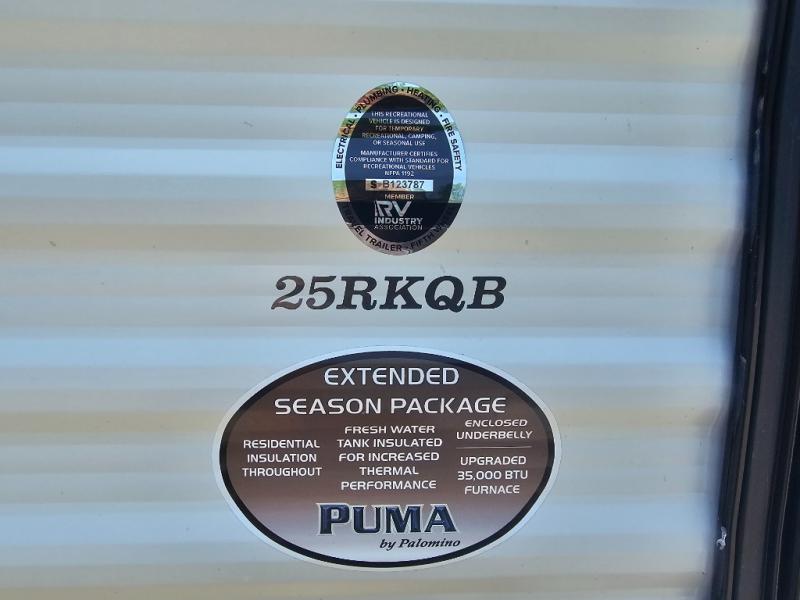 ELECTRICAL • PLUMBING • HEATING • FIRE SAFETY
THIS RECREATIONAL
VEHICLE IS DESIGNED
FOR TEMPORARY
RECREATIONAL, CAMPING,
OR SEASONAL USE
MANUFACTURER CERTIFIES
COMPLIANCE WITH STANDARD FOR
RECREATIONAL VEHICLES
NFPA 1192
S-B123787
MEMBER
RV
INDUSTRY
ASSOCIATION
TRAILER • FIFTH
25RKQB
EXTENDED
SEASON PACKAGE
RESIDENTIAL
INSULATION
THROUGHOUT
FRESH WATER
TANK INSULATED
FOR INCREASED
THERMAL
PERFORMANCE
ENCLOSED
UNDERBELLY
UPGRADED
35,000 BTU
FURNACE
PUMA
by Palomino